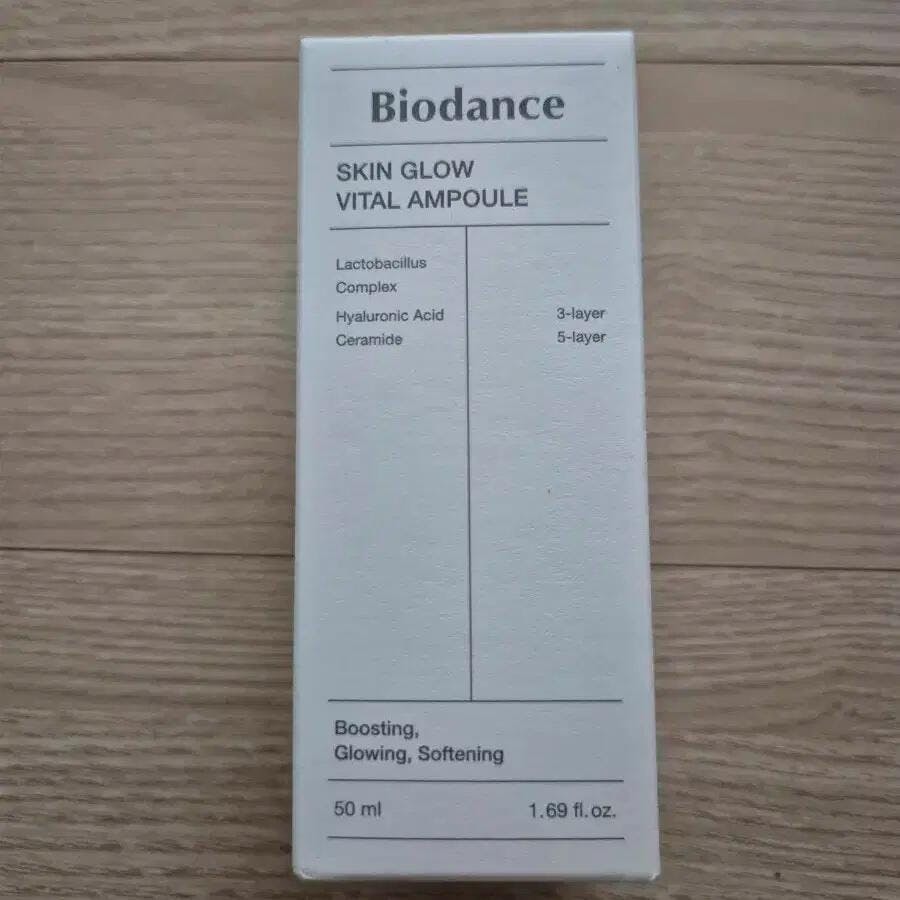 Biodance
SKIN GLOW
VITAL AMPOULE
Lactobacillus
Complex
Hyaluronic Acid 3-layer
Ceramide 5-layer
Boosting,
Glowing, Softening
50 ml 1.69 fl.oz.